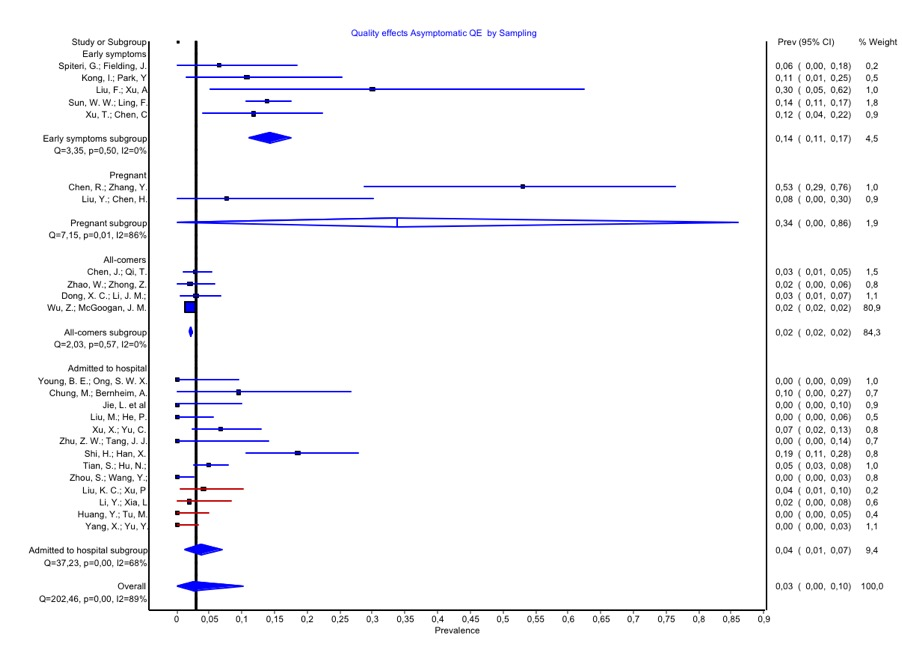 Quality effects Asymptotic QE by Sampling
Study or Subgroup Prev (95% CI) % Weight
Early symptoms
Spiteri, G.; Fielding, J. 0,06 ( 0,00, 0,18) 0,2
Kong, I.; Park, Y 0,11 ( 0,01, 0,25) 0,5
Liu, F.; Xu, A 0,30 ( 0,05, 0,62) 1,0
Sun, W. W.; Ling, F. 0,14 ( 0,11, 0,17) 1,8
Xu, T.; Chen, C 0,12 ( 0,04, 0,22) 0,9
Early symptoms subgroup 0,14 ( 0,11, 0,17) 4,5
Q=3,35, p=0,50, I2=0%
Pregnant
Chen, R.; Zhang, Y. 0,53 ( 0,29, 0,76) 1,0
Liu, Y.; Chen, H. 0,08 ( 0,00, 0,30) 0,9
Pregnant subgroup 0,34 ( 0,00, 0,86) 1,9
Q=7,15, p=0,01, I2=86%
All-comers
Chen, J.; Qi, T. 0,03 ( 0,01, 0,05) 1,5
Zhao, W.; Zhong, Z. 0,02 ( 0,00, 0,06) 0,8
Dong, X. C.; Li, J. M.; 0,03 ( 0,01, 0,07) 1,1
Wu, Z.; McGoogan, J. M. 0,02 ( 0,02, 0,02) 80,9
All-comers subgroup 0,02 ( 0,02, 0,02) 84,3
Q=2,03, p=0,57, I2=0%
Admitted to hospital
Young, B. E.; Ong, S. W. X. 0,00 ( 0,00, 0,09) 1,0
Chung, M.; Bernheim, A. 0,10 ( 0,00, 0,27) 0,7
Jie, L. et al 0,00 ( 0,00, 0,10) 0,9
Liu, M.; He, P. 0,00 ( 0,00, 0,06) 0,5
Xu, X.; Yu, C. 0,07 ( 0,02, 0,13) 0,8
Zhu, Z. W.; Tang, J. J. 0,00 ( 0,00, 0,14) 0,7
Shi, H.; Han, X. 0,19 ( 0,11, 0,28) 0,8
Tian, S.; Hu, N.; 0,05 ( 0,03, 0,08) 1,0
Zhou, S.; Wang, Y.; 0,00 ( 0,00, 0,03) 0,8
Liu, K. C.; Xu, P 0,04 ( 0,01, 0,10) 0,2
Li, Y.; Xia, L 0,02 ( 0,00, 0,08) 0,6
Huang, Y.; Tu, M. 0,00 ( 0,00, 0,05) 0,4
Yang, X.; Yu, Y. 0,00 ( 0,00, 0,03) 1,1
Admitted to hospital subgroup 0,04 ( 0,01, 0,07) 9,4
Q=37,23, p=0,00, I2=68%
Overall 0,03 ( 0,00, 0,10) 100,0
Q=202,46, p=0,00, I2=89%
0 0,05 0,1 0,15 0,2 0,25 0,3 0,35 0,4 0,45 0,5 0,55 0,6 0,65 0,7 0,75 0,8 0,85 0,9
Prevalence